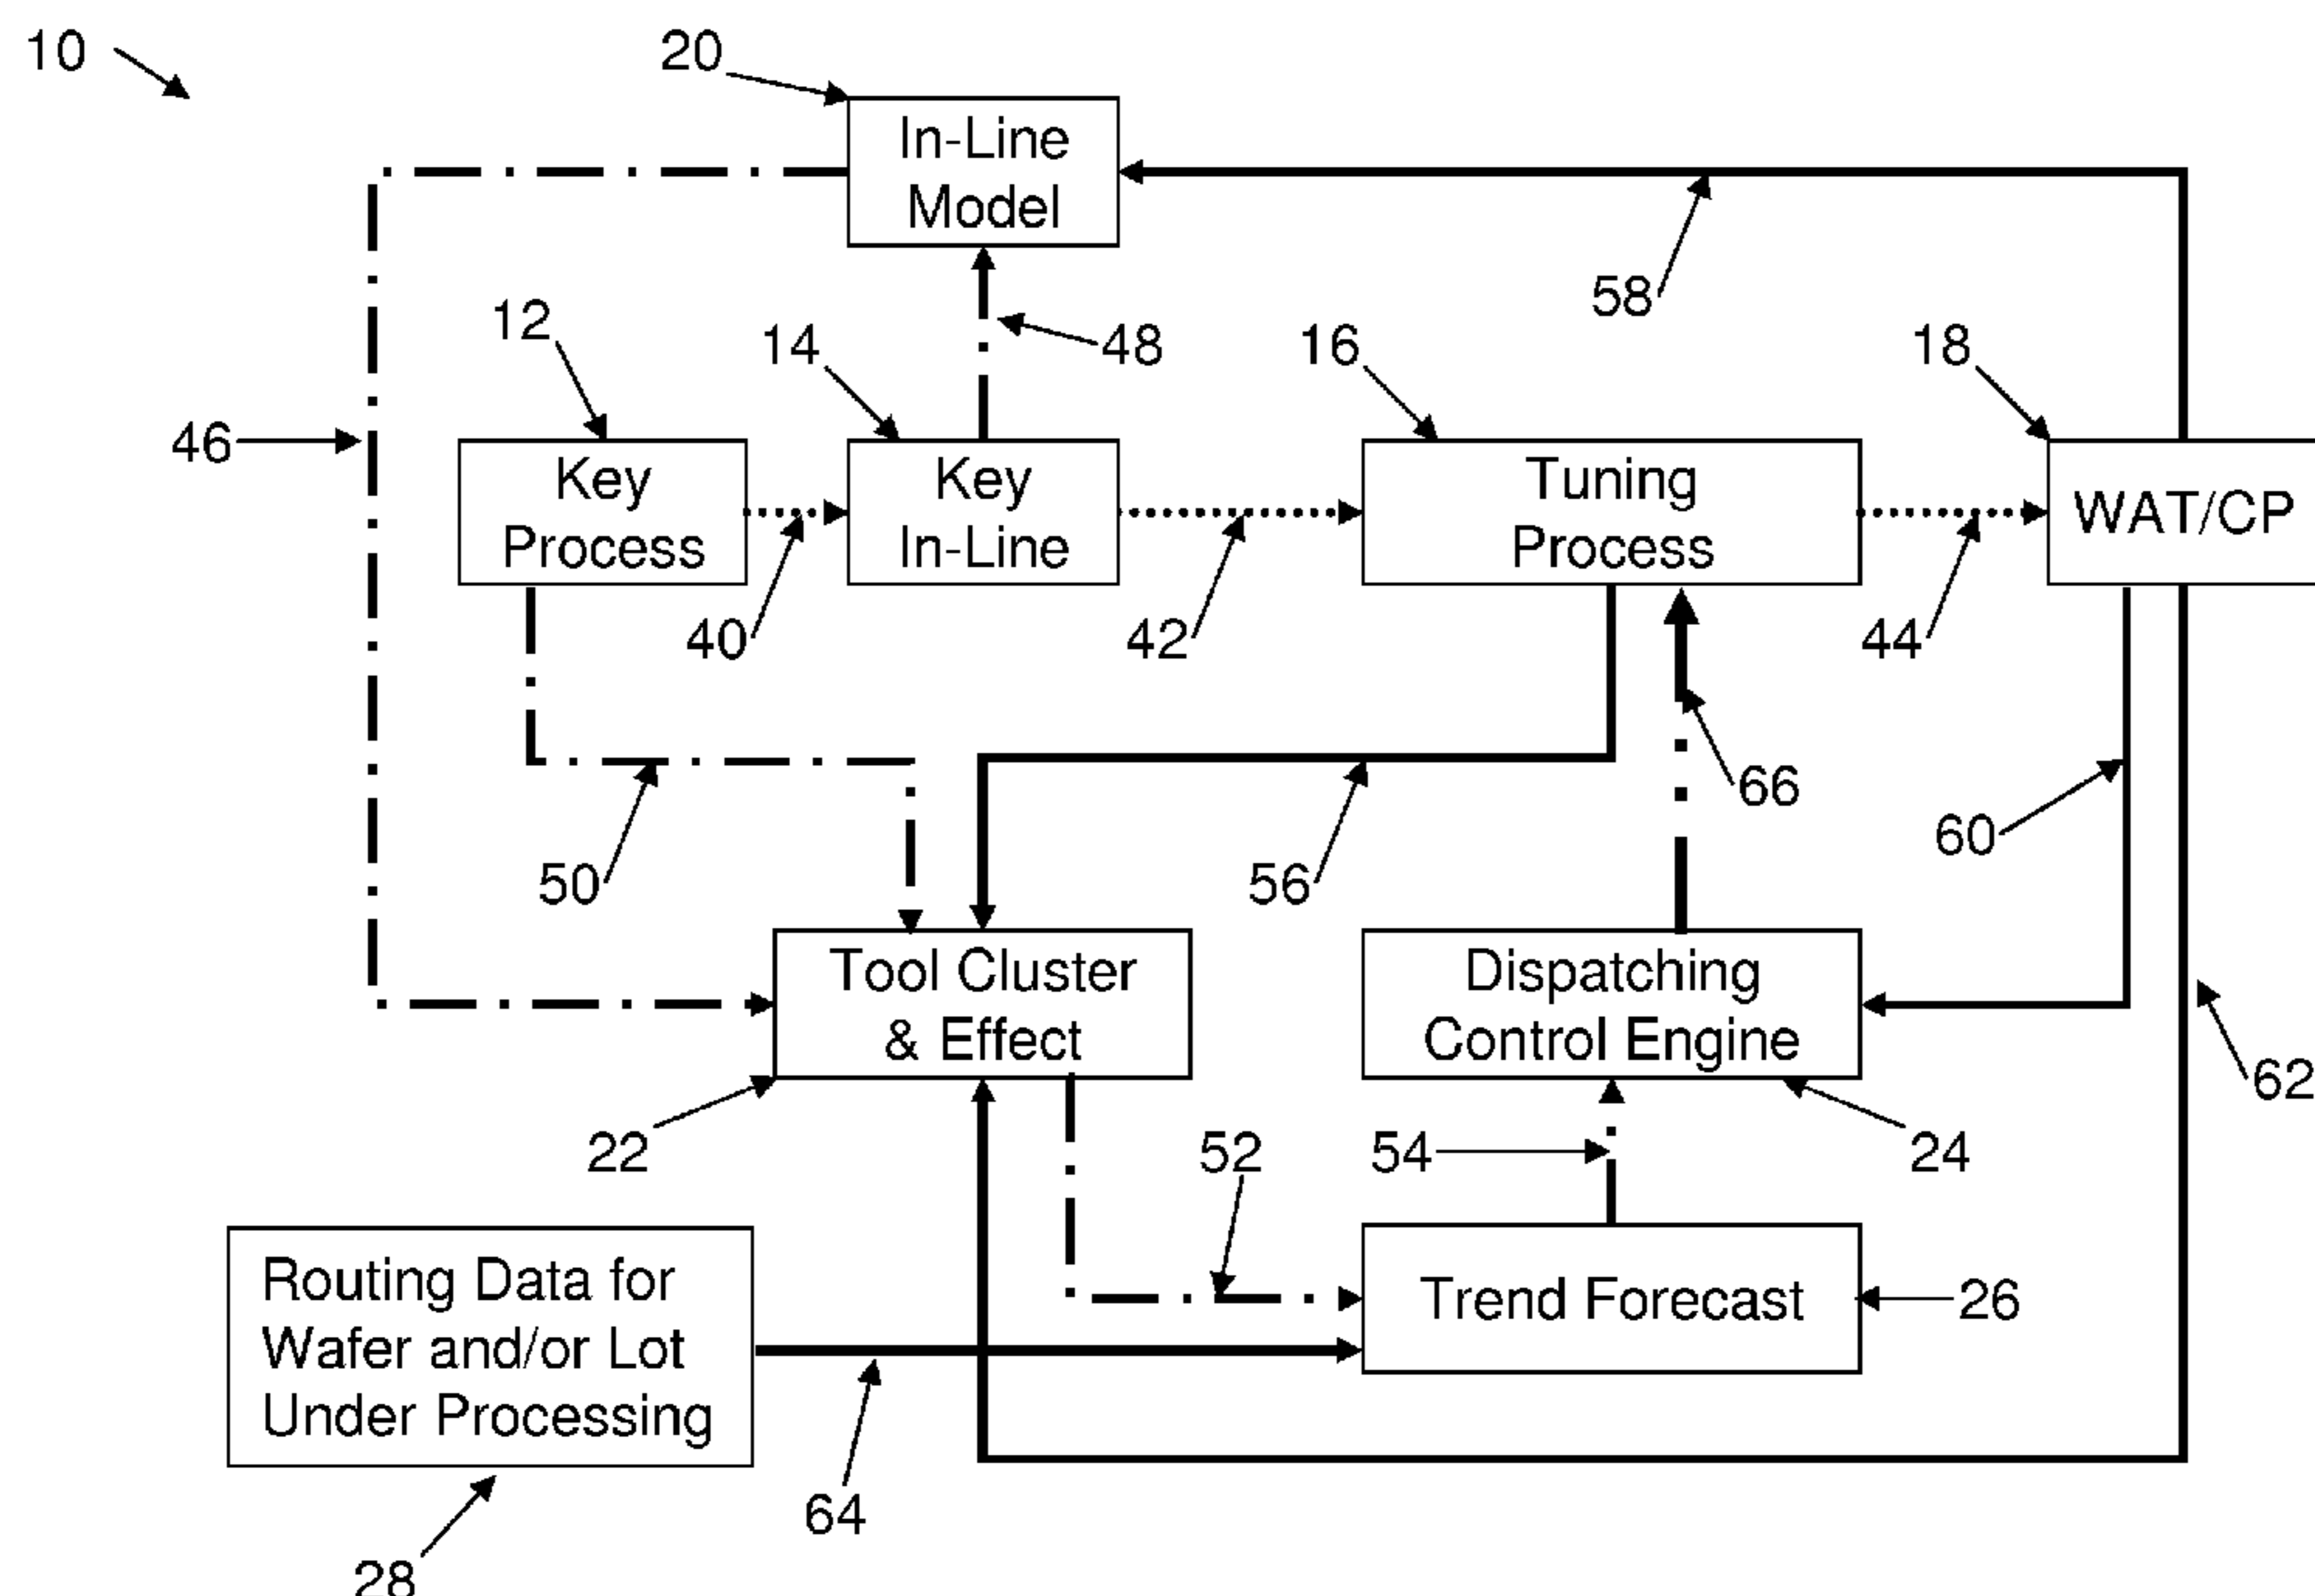 10
20
In-Line
Model
58
12
14
48
16
18
46
Key
Process
Key
In-Line
Tuning
Process
WAT/CP
40
42
44
66
60
50
56
Tool Cluster
& Effect
Dispatching
Control Engine
62
22
52
54
24
Routing Data for
Wafer and/or Lot
Under Processing
Trend Forecast
26
64
28